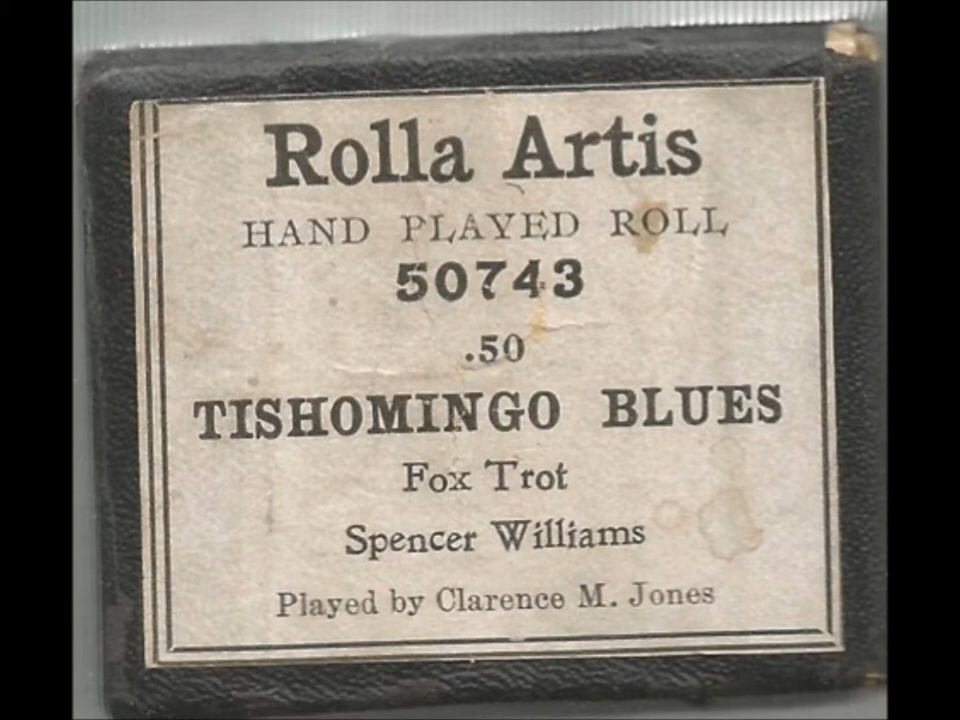 Rolla Artis
HAND PLAYED ROLL
50743
.50
TISHOMINGO BLUES
Fox Trot
Spencer Williams
Played by Clarence M. Jones